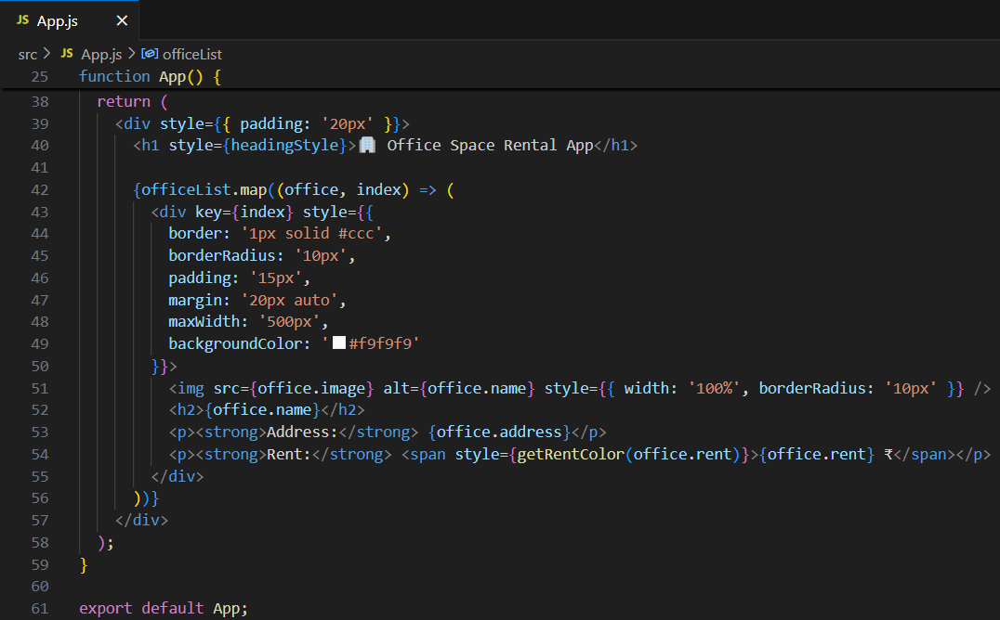 JS App.js ×
src > JS App.js > officeList
25 function App() {
38   return (
39     <div style={{ padding: '20px' }}>
40       <h1 style={headingStyle}>🏢 Office Space Rental App</h1>
41
42       {officeList.map((office, index) => (
43         <div key={index} style={{
44           border: '1px solid #ccc',
45           borderRadius: '10px',
46           padding: '15px',
47           margin: '20px auto',
48           maxWidth: '500px',
49           backgroundColor: '#f9f9f9'
50         }}>
51           <img src={office.image} alt={office.name} style={{ width: '100%', borderRadius: '10px' }} />
52           <h2>{office.name}</h2>
53           <p><strong>Address:</strong> {office.address}</p>
54           <p><strong>Rent:</strong> <span style={getRentColor(office.rent)}>{office.rent} ₹</span></p>
55         </div>
56       ))}
57     </div>
58   );
59 }
60
61 export default App;